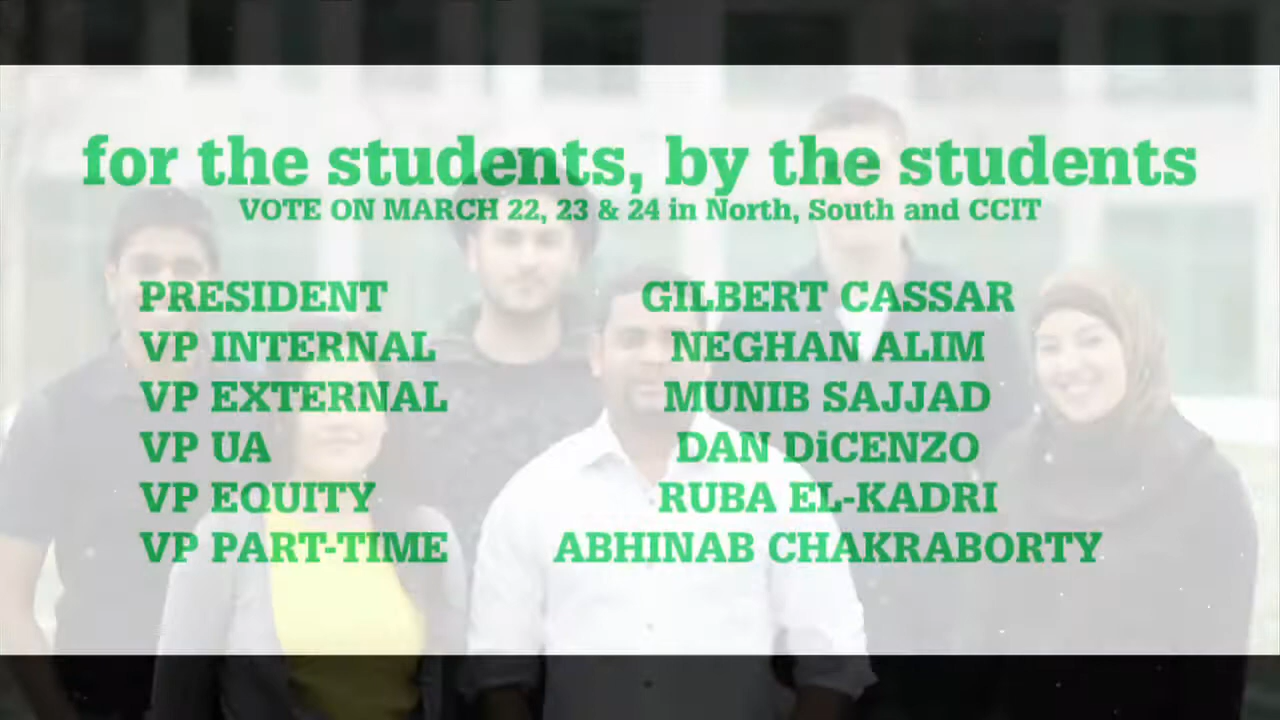 for the students, by the students
VOTE ON MARCH 22, 23 & 24 in North, South and CCIT
PRESIDENT GILBERT CASSAR
VP INTERNAL NEGHAN ALIM
VP EXTERNAL MUNIB SAJJAD
VP UA DAN DiCENZO
VP EQUITY RUBA EL-KADRI
VP PART-TIME ABHINAB CHAKRABORTY